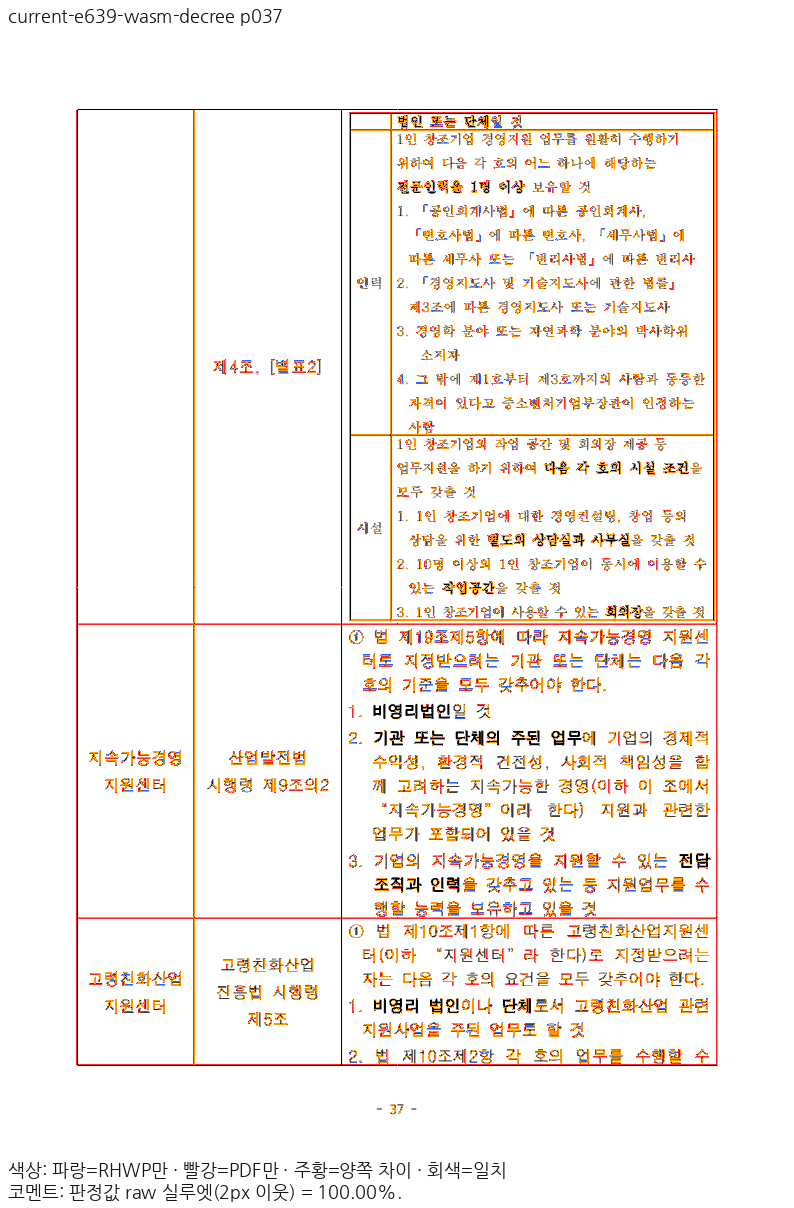 current-e639-wasm-decree p037
법인 또는 단체일 것
1인 창조기업 경영지원 업무를 원활히 수행하기
위하여 다음 각 호의 어느 하나에 해당하는
전문인력을 1명 이상 보유할 것
1. 「공인회계사법」에 따른 공인회계사,
「변호사법」에 따른 변호사, 「세무사법」에
따른 세무사 또는 「변리사법」에 따른 변리사
인력
2. 「경영지도사 및 기술지도사에 관한 법률」
제3조에 따른 경영지도사 또는 기술지도사
3. 경영학 분야 또는 자연과학 분야의 박사학위
소지자
제4조, [별표2]
4. 그 밖에 제1호부터 제3호까지의 사람과 동등한
자격이 있다고 중소벤처기업부장관이 인정하는
사람
1인 창조기업의 작업 공간 및 회의장 제공 등
업무지원을 하기 위하여 다음 각 호의 시설 조건을
모두 갖출 것
시설
1. 1인 창조기업에 대한 경영컨설팅, 창업 등의
상담을 위한 별도의 상담실과 사무실을 갖출 것
2. 10명 이상의 1인 창조기업이 동시에 이용할 수
있는 작업공간을 갖출 것
3. 1인 창조기업이 사용할 수 있는 회의장을 갖출 것
지속가능경영
지원센터
산업발전법
시행령 제9조의2
① 법 제19조제5항에 따라 지속가능경영 지원센
터로 지정받으려는 기관 또는 단체는 다음 각
호의 기준을 모두 갖추어야 한다.
1. 비영리법인일 것
2. 기관 또는 단체의 주된 업무에 기업의 경제적
수익성, 환경적 건전성, 사회적 책임성을 함
께 고려하는 지속가능한 경영(이하 이 조에서
“지속가능경영”이라 한다) 지원과 관련한
업무가 포함되어 있을 것
3. 기업의 지속가능경영을 지원할 수 있는 전담
조직과 인력을 갖추고 있는 등 지원업무를 수
행할 능력을 보유하고 있을 것
고령친화산업
지원센터
고령친화산업
진흥법 시행령
제5조
① 법 제10조제1항에 따른 고령친화산업지원센
터(이하 “지원센터”라 한다)로 지정받으려는
자는 다음 각 호의 요건을 모두 갖추어야 한다.
1. 비영리 법인이나 단체로서 고령친화산업 관련
지원사업을 주된 업무로 할 것
2. 법 제10조제2항 각 호의 업무를 수행할 수
- 37 -
색상: 파랑=RHWP만 · 빨강=PDF만 · 주황=양쪽 차이 · 회색=일치
코멘트: 판정값 raw 실루엣(2px 이웃) = 100.00%.